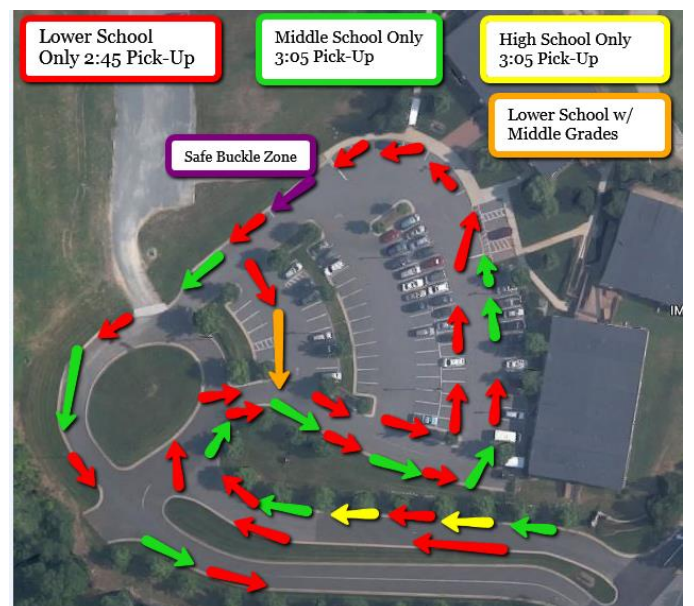 Lower School
Only 2:45 Pick-Up
Middle School Only
3:05 Pick-Up
High School Only
3:05 Pick-Up
Lower School w/
Middle Grades
Safe Buckle Zone
IM